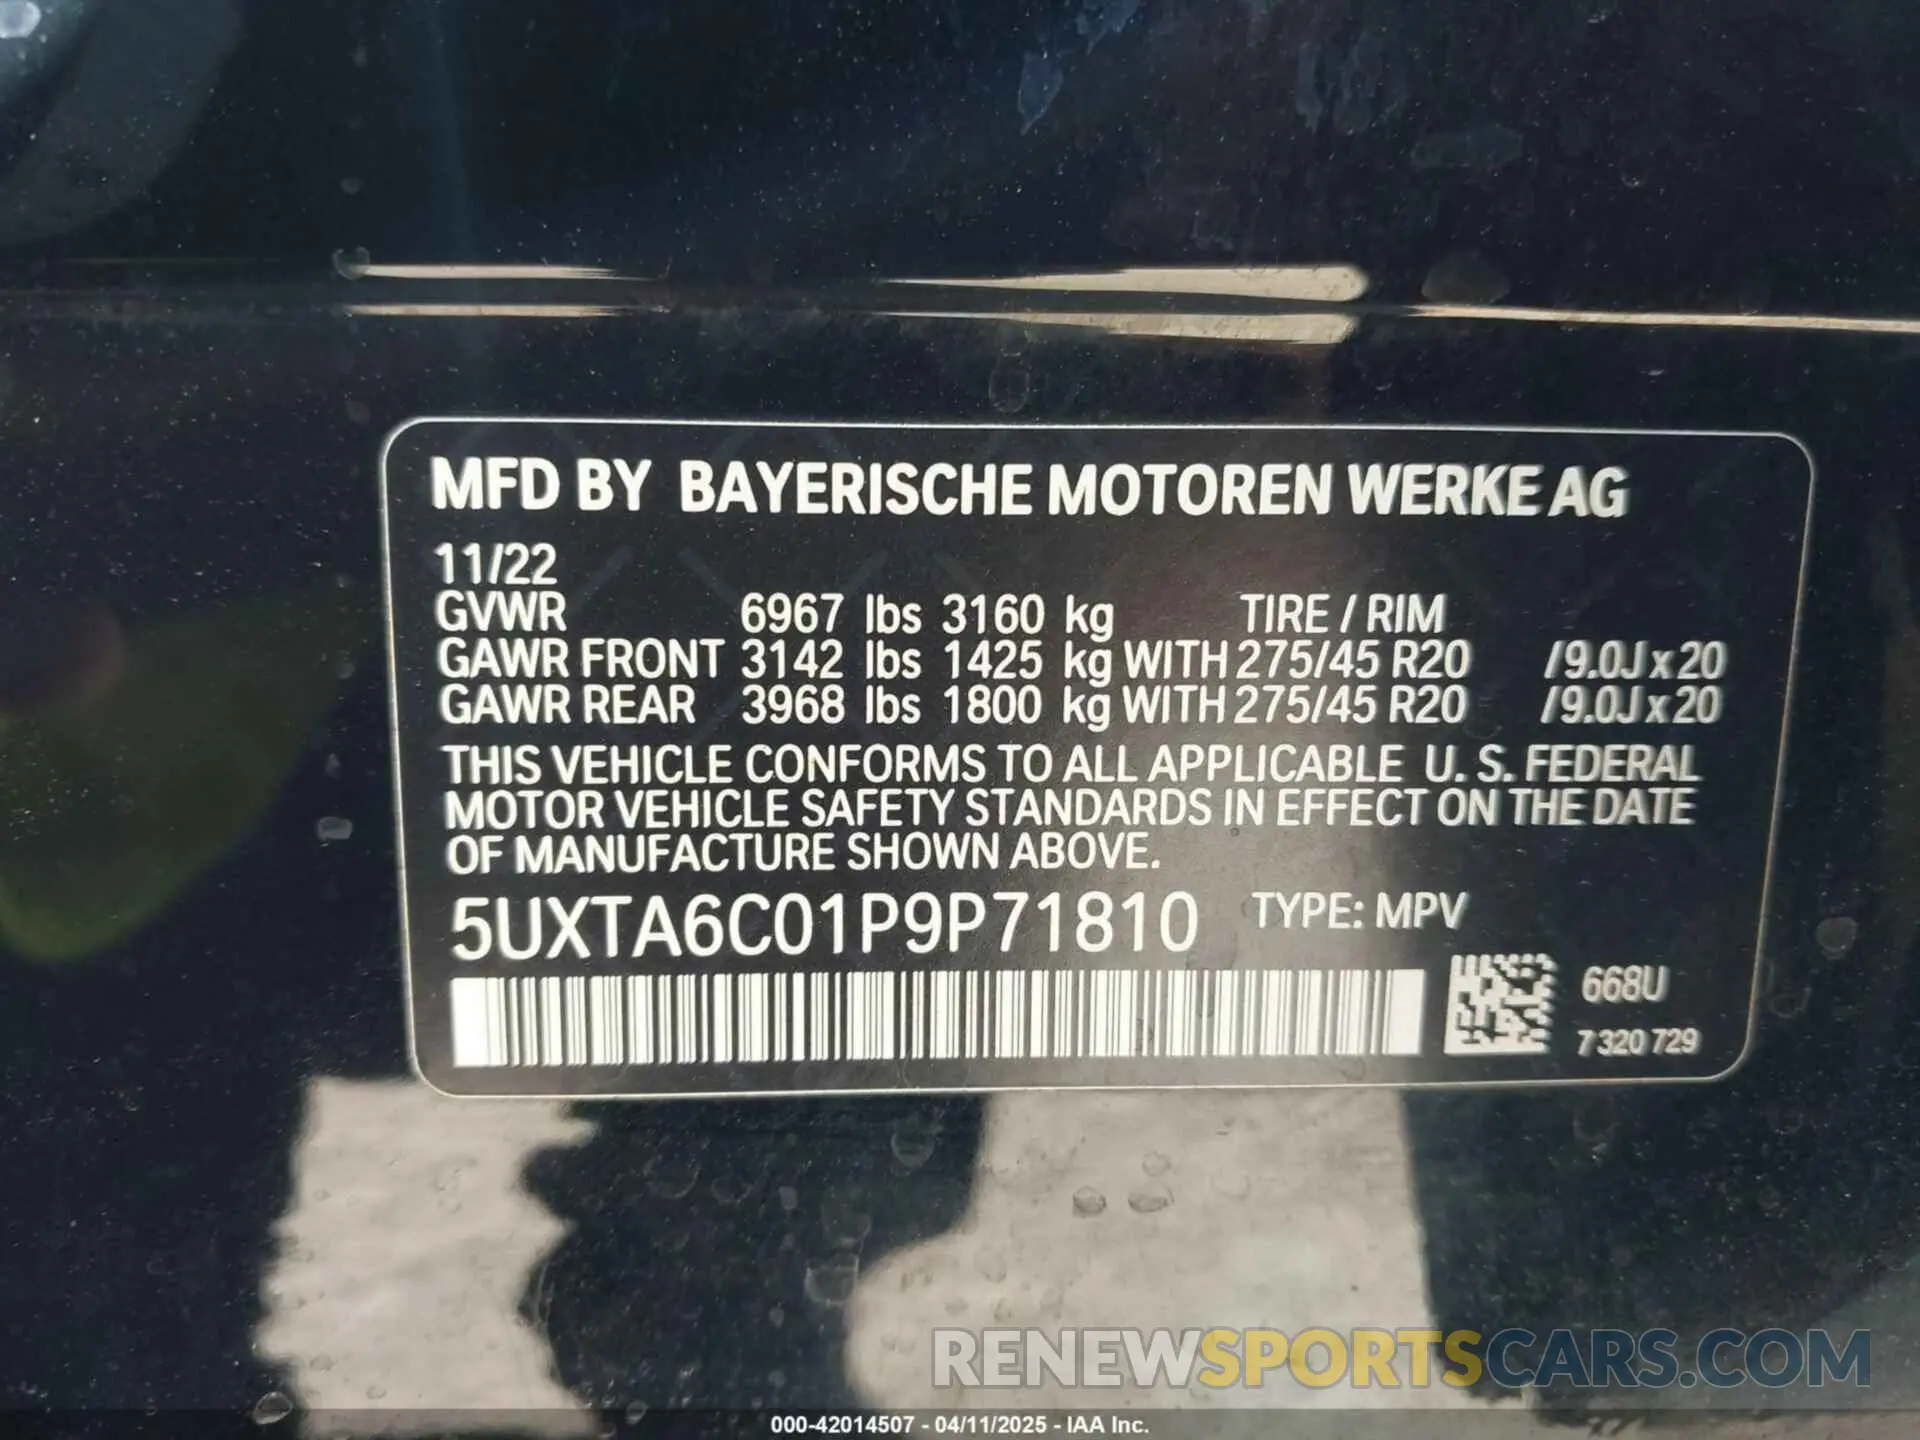 MFD BY BAYERISCHE MOTOREN WERKE AG
11/22
GVWR 6967 lbs 3160 kg TIRE / RIM
GAWR FRONT 3142 lbs 1425 kg WITH 275/45 R20 /9.0J x 20
GAWR REAR 3968 lbs 1800 kg WITH 275/45 R20 /9.0J x 20
THIS VEHICLE CONFORMS TO ALL APPLICABLE U. S. FEDERAL
MOTOR VEHICLE SAFETY STANDARDS IN EFFECT ON THE DATE
OF MANUFACTURE SHOWN ABOVE.
5UXTA6C01P9P71810 TYPE: MPV
668U
7 320 729
RENEWSPORTSCARS.COM
000-42014507 - 04/11/2025 - IAA Inc.